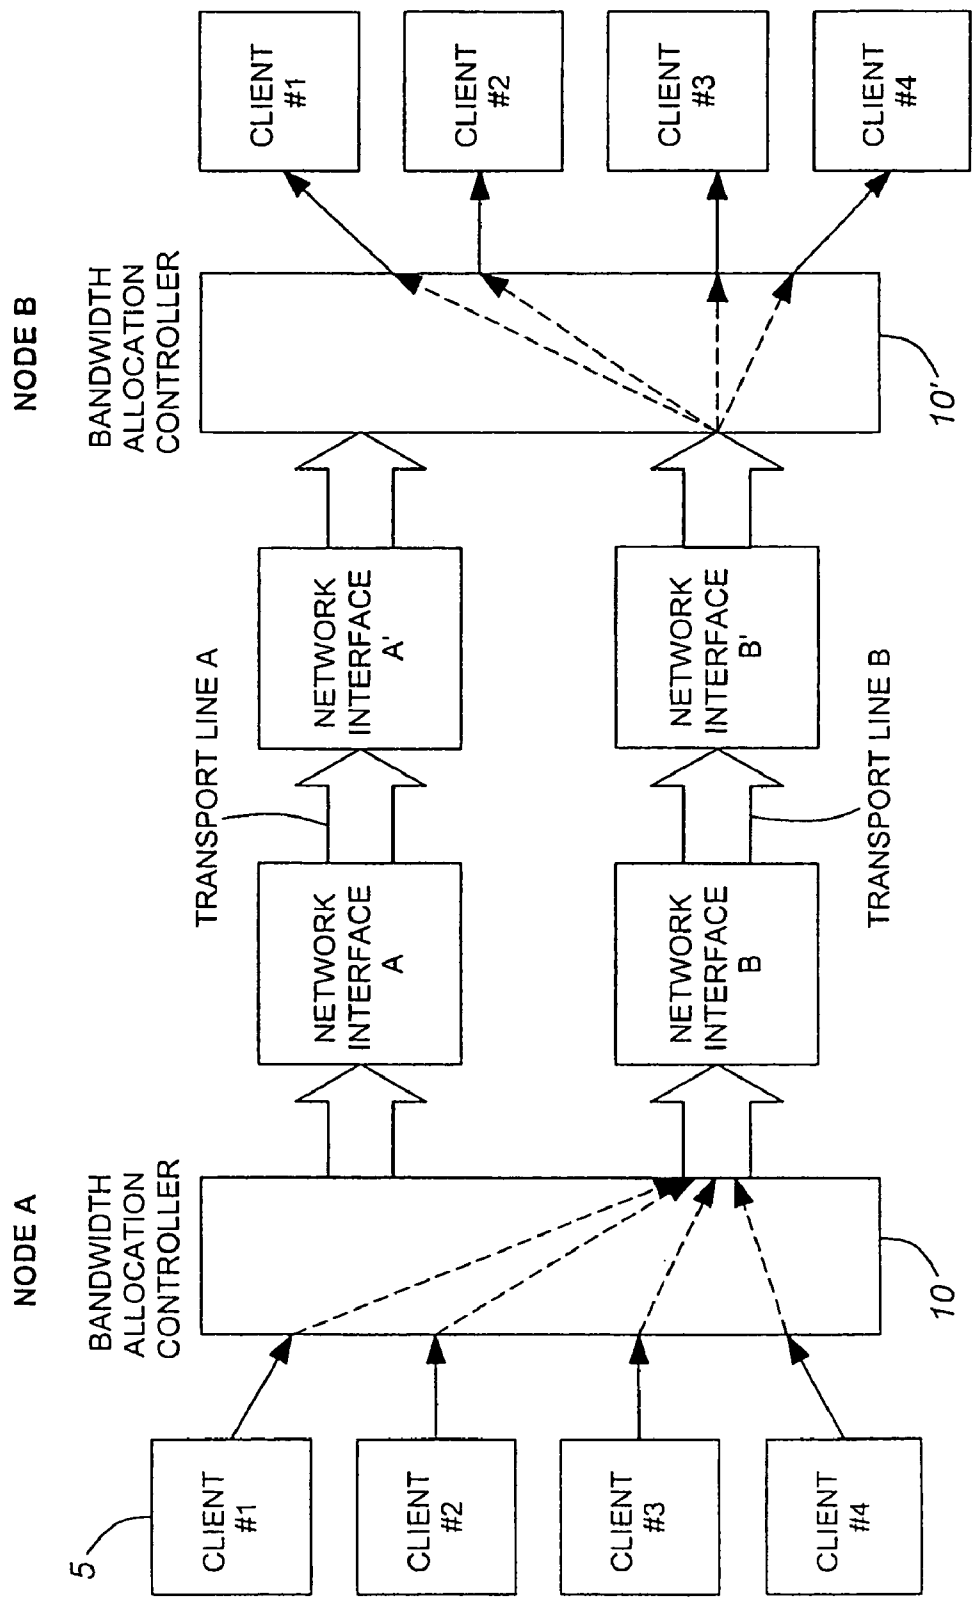 NODE A
NODE B
BANDWIDTH
ALLOCATION
CONTROLLER
BANDWIDTH
ALLOCATION
CONTROLLER
5
CLIENT
#1
CLIENT
#2
CLIENT
#3
CLIENT
#4
10
TRANSPORT LINE A
NETWORK
INTERFACE
A
NETWORK
INTERFACE
A'
NETWORK
INTERFACE
B
NETWORK
INTERFACE
B'
TRANSPORT LINE B
10'
CLIENT
#1
CLIENT
#2
CLIENT
#3
CLIENT
#4